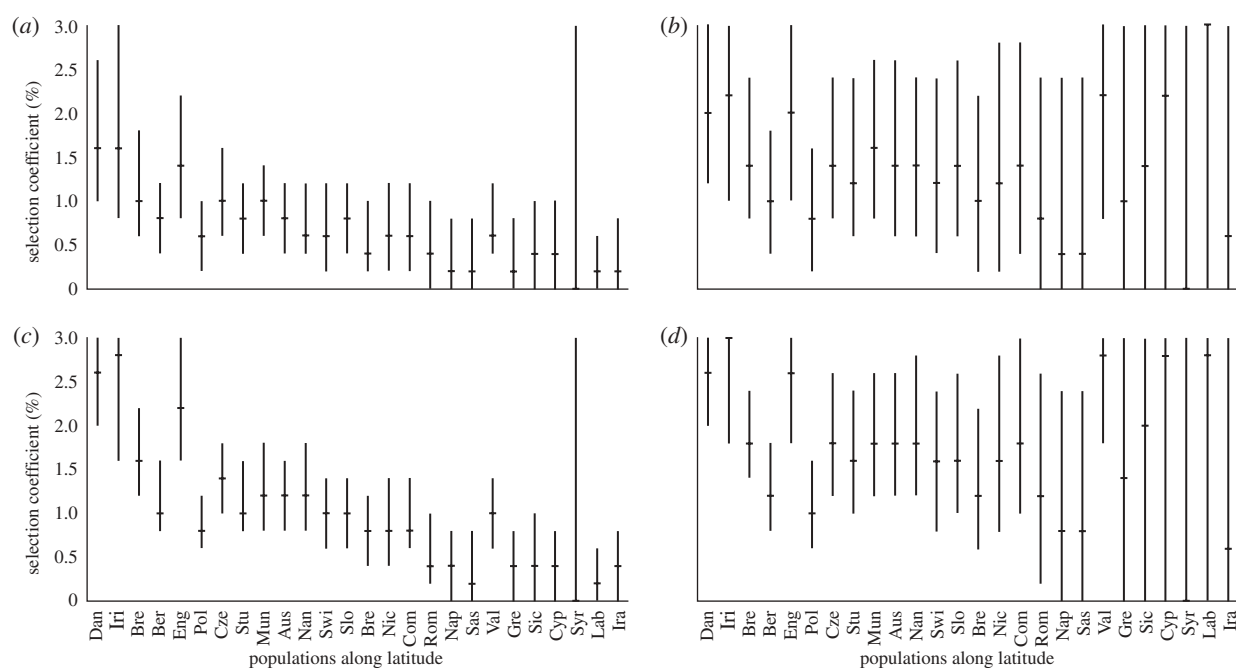 (a)
3.0
2.5
2.0
1.5
1.0
0.5
0
selection coefficient (%)
(b)
(c)
3.0
2.5
2.0
1.5
1.0
0.5
0
selection coefficient (%)
Dan Iri Bre Ber Eng Pol Cze Stu Mun Aus Nan Swi Slo Bre Nic Com Rom Nap Sas Val Gre Sic Cyp Syr Lab Ira
populations along latitude
(d)
Dan Iri Bre Ber Eng Pol Cze Stu Mun Aus Nan Swi Slo Bre Nic Com Rom Nap Sas Val Gre Sic Cyp Syr Lab Ira
populations along latitude